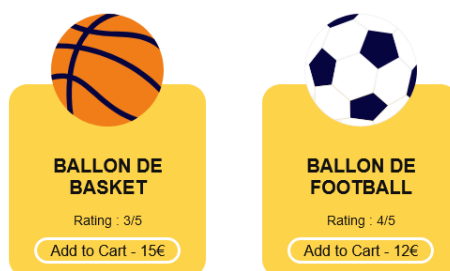 BALLON DE
BASKET
Rating : 3/5
Add to Cart - 15€
BALLON DE
FOOTBALL
Rating : 4/5
Add to Cart - 12€